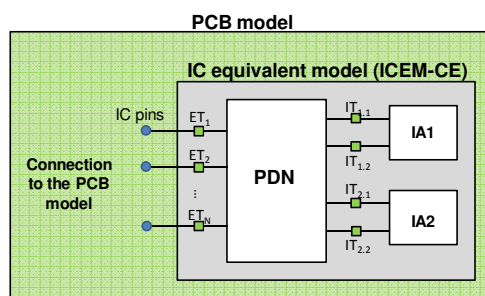 PCB model
IC equivalent model (ICEM-CE)
IC pins
ET1
IT1.1
IA1
Connection
to the PCB
model
ET2
IT1.2
PDN
...
IT2.1
IA2
ETN
IT2.2